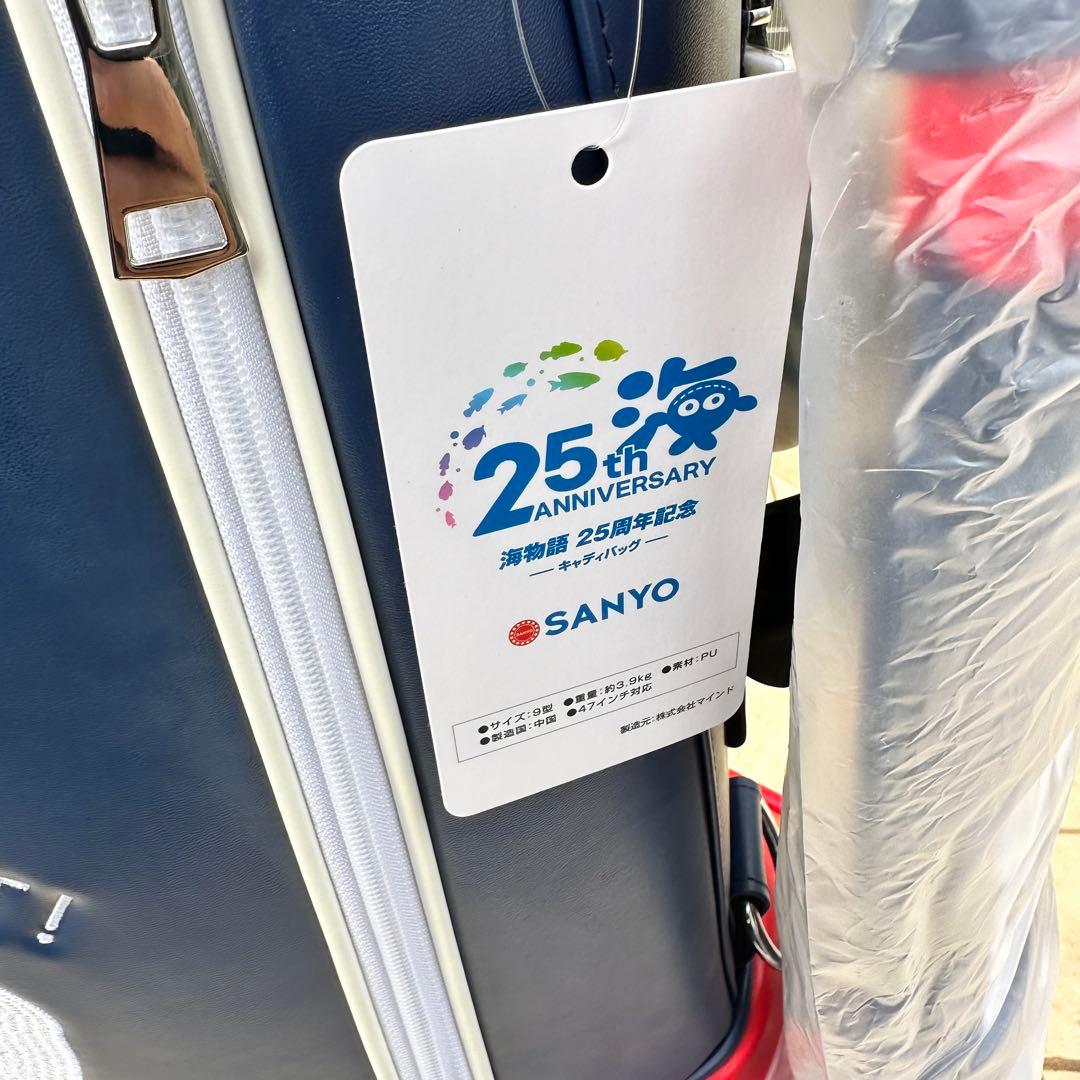 海
25th
ANNIVERSARY
海物語 25周年記念
キャディバッグ
SANYO SANYO
●サイズ:9型 ●重量:約3.9kg ●素材:PU
●製造国:中国 ●47インチ対応
製造元:株式会社マインド
T!